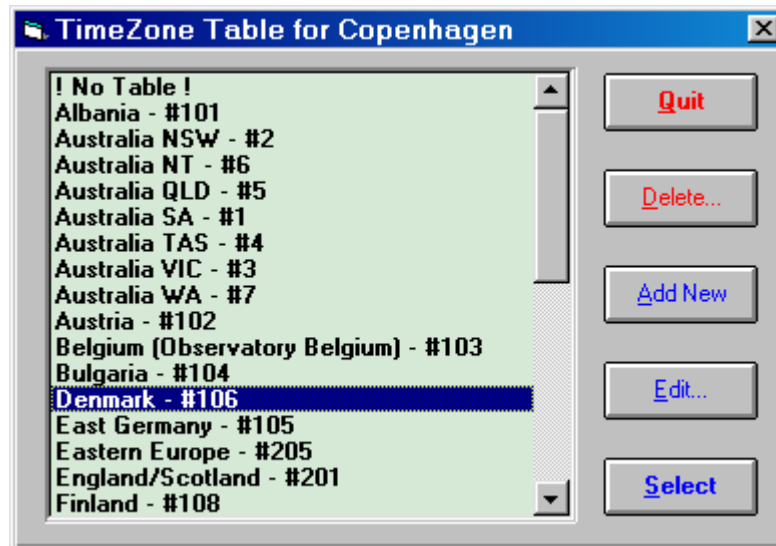 TimeZone Table for Copenhagen
! No Table !
Albania - #101
Australia NSW - #2
Australia NT - #6
Australia QLD - #5
Australia SA - #1
Australia TAS - #4
Australia VIC - #3
Australia WA - #7
Austria - #102
Belgium (Observatory Belgium) - #103
Bulgaria - #104
Denmark - #106
East Germany - #105
Eastern Europe - #205
England/Scotland - #201
Finland - #108
Quit
Delete...
Add New
Edit...
Select